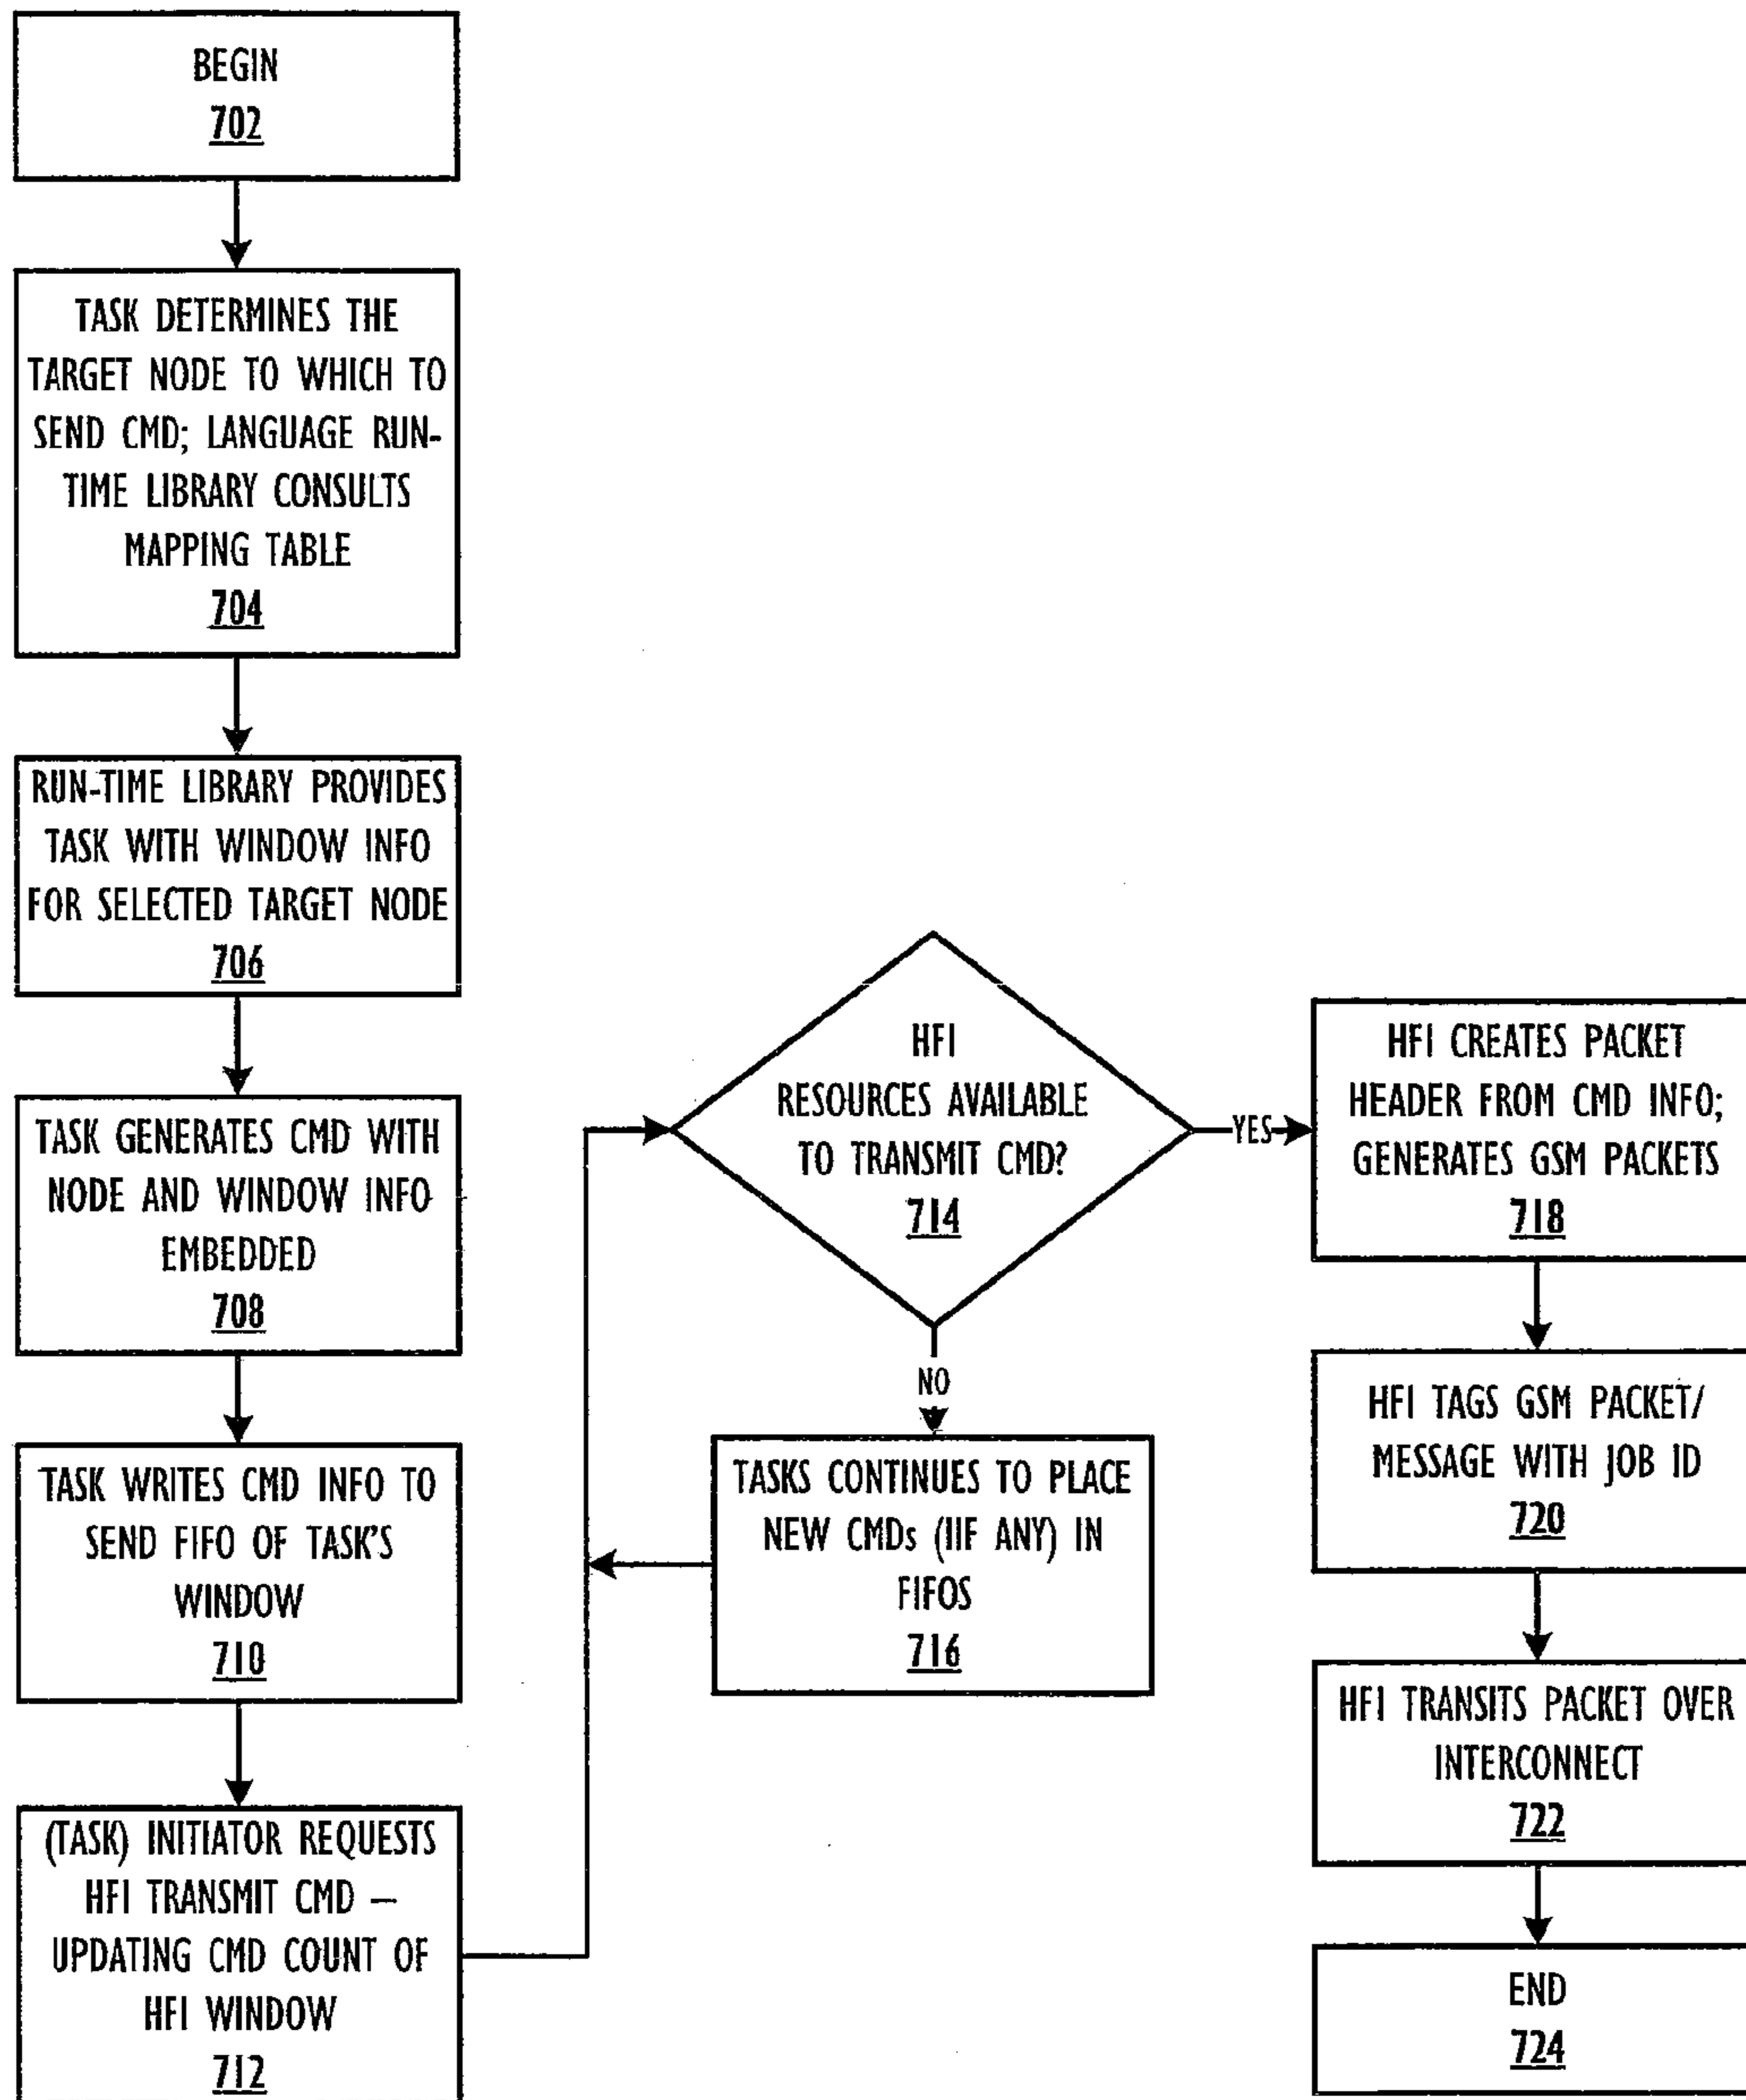 BEGIN
702
TASK DETERMINES THE
TARGET NODE TO WHICH TO
SEND CMD; LANGUAGE RUN-
TIME LIBRARY CONSULTS
MAPPING TABLE
704
RUN-TIME LIBRARY PROVIDES
TASK WITH WINDOW INFO
FOR SELECTED TARGET NODE
706
TASK GENERATES CMD WITH
NODE AND WINDOW INFO
EMBEDDED
708
TASK WRITES CMD INFO TO
SEND FIFO OF TASK'S
WINDOW
710
(TASK) INITIATOR REQUESTS
HFI TRANSMIT CMD –
UPDATING CMD COUNT OF
HFI WINDOW
712
HFI
RESOURCES AVAILABLE
TO TRANSMIT CMD?
714
YES
NO
TASKS CONTINUES TO PLACE
NEW CMDs (IIF ANY) IN
FIFOS
716
HFI CREATES PACKET
HEADER FROM CMD INFO;
GENERATES GSM PACKETS
718
HFI TAGS GSM PACKET/
MESSAGE WITH JOB ID
720
HFI TRANSITS PACKET OVER
INTERCONNECT
722
END
724